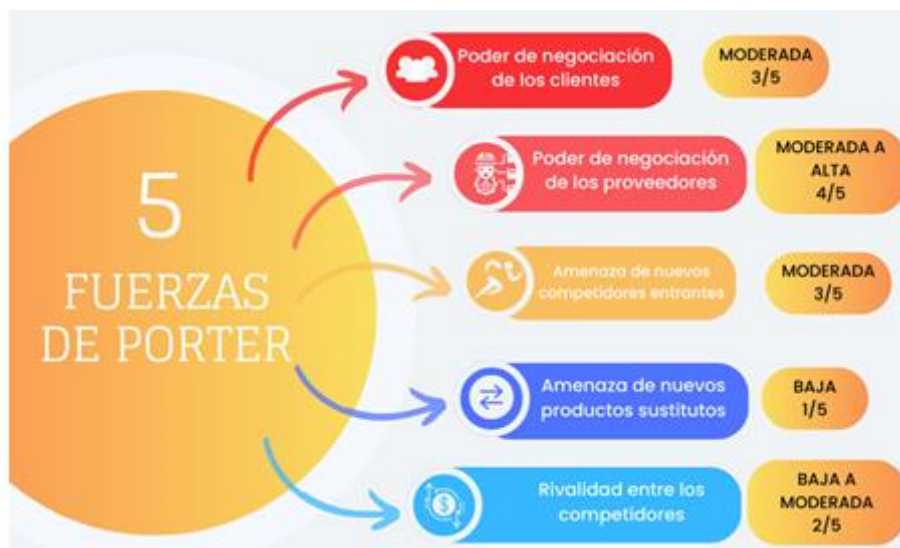 5
FUERZAS
DE PORTER
Poder de negociación
de los clientes
MODERADA
3/5
Poder de negociación
de los proveedores
MODERADA A
ALTA
4/5
Amenaza de nuevos
competidores entrantes
MODERADA
3/5
Amenaza de nuevos
productos sustitutos
BAJA
1/5
Rivalidad entre los
competidores
BAJA A
MODERADA
2/5